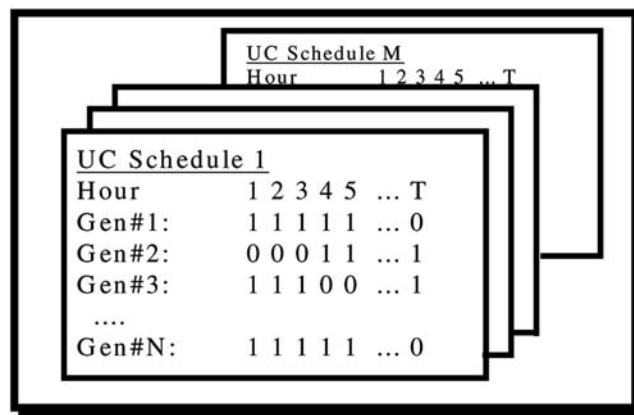 UC Schedule M
Hour 1 2 3 4 5 ... T
UC Schedule 1
Hour 1 2 3 4 5 ... T
Gen#1: 1 1 1 1 1 ... 0
Gen#2: 0 0 0 1 1 ... 1
Gen#3: 1 1 1 0 0 ... 1
....
Gen#N: 1 1 1 1 1 ... 0